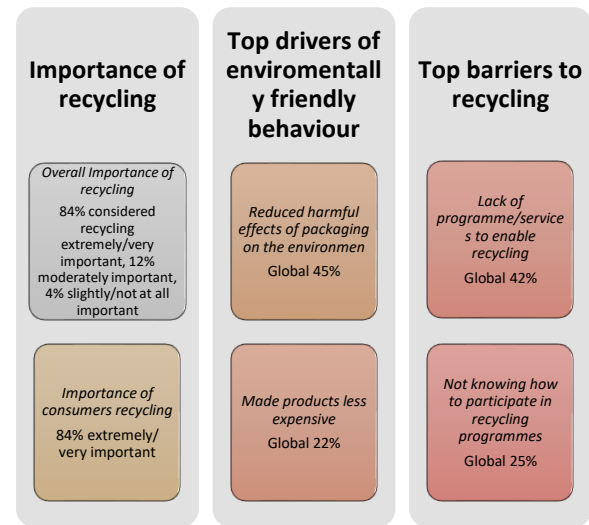 Importance of
recycling
Overall Importance of
recycling
84% considered
recycling
extremely/very
important, 12%
moderately important,
4% slightly/not at all
important
Importance of
consumers recycling
84% extremely/
very important
Top drivers of
enviromentall
y friendly
behaviour
Reduced harmful
effects of packaging
on the environmen
Global 45%
Made products less
expensive
Global 22%
Top barriers to
recycling
Lack of
programme/service
s to enable
recycling
Global 42%
Not knowing how
to participate in
recycling
programmes
Global 25%